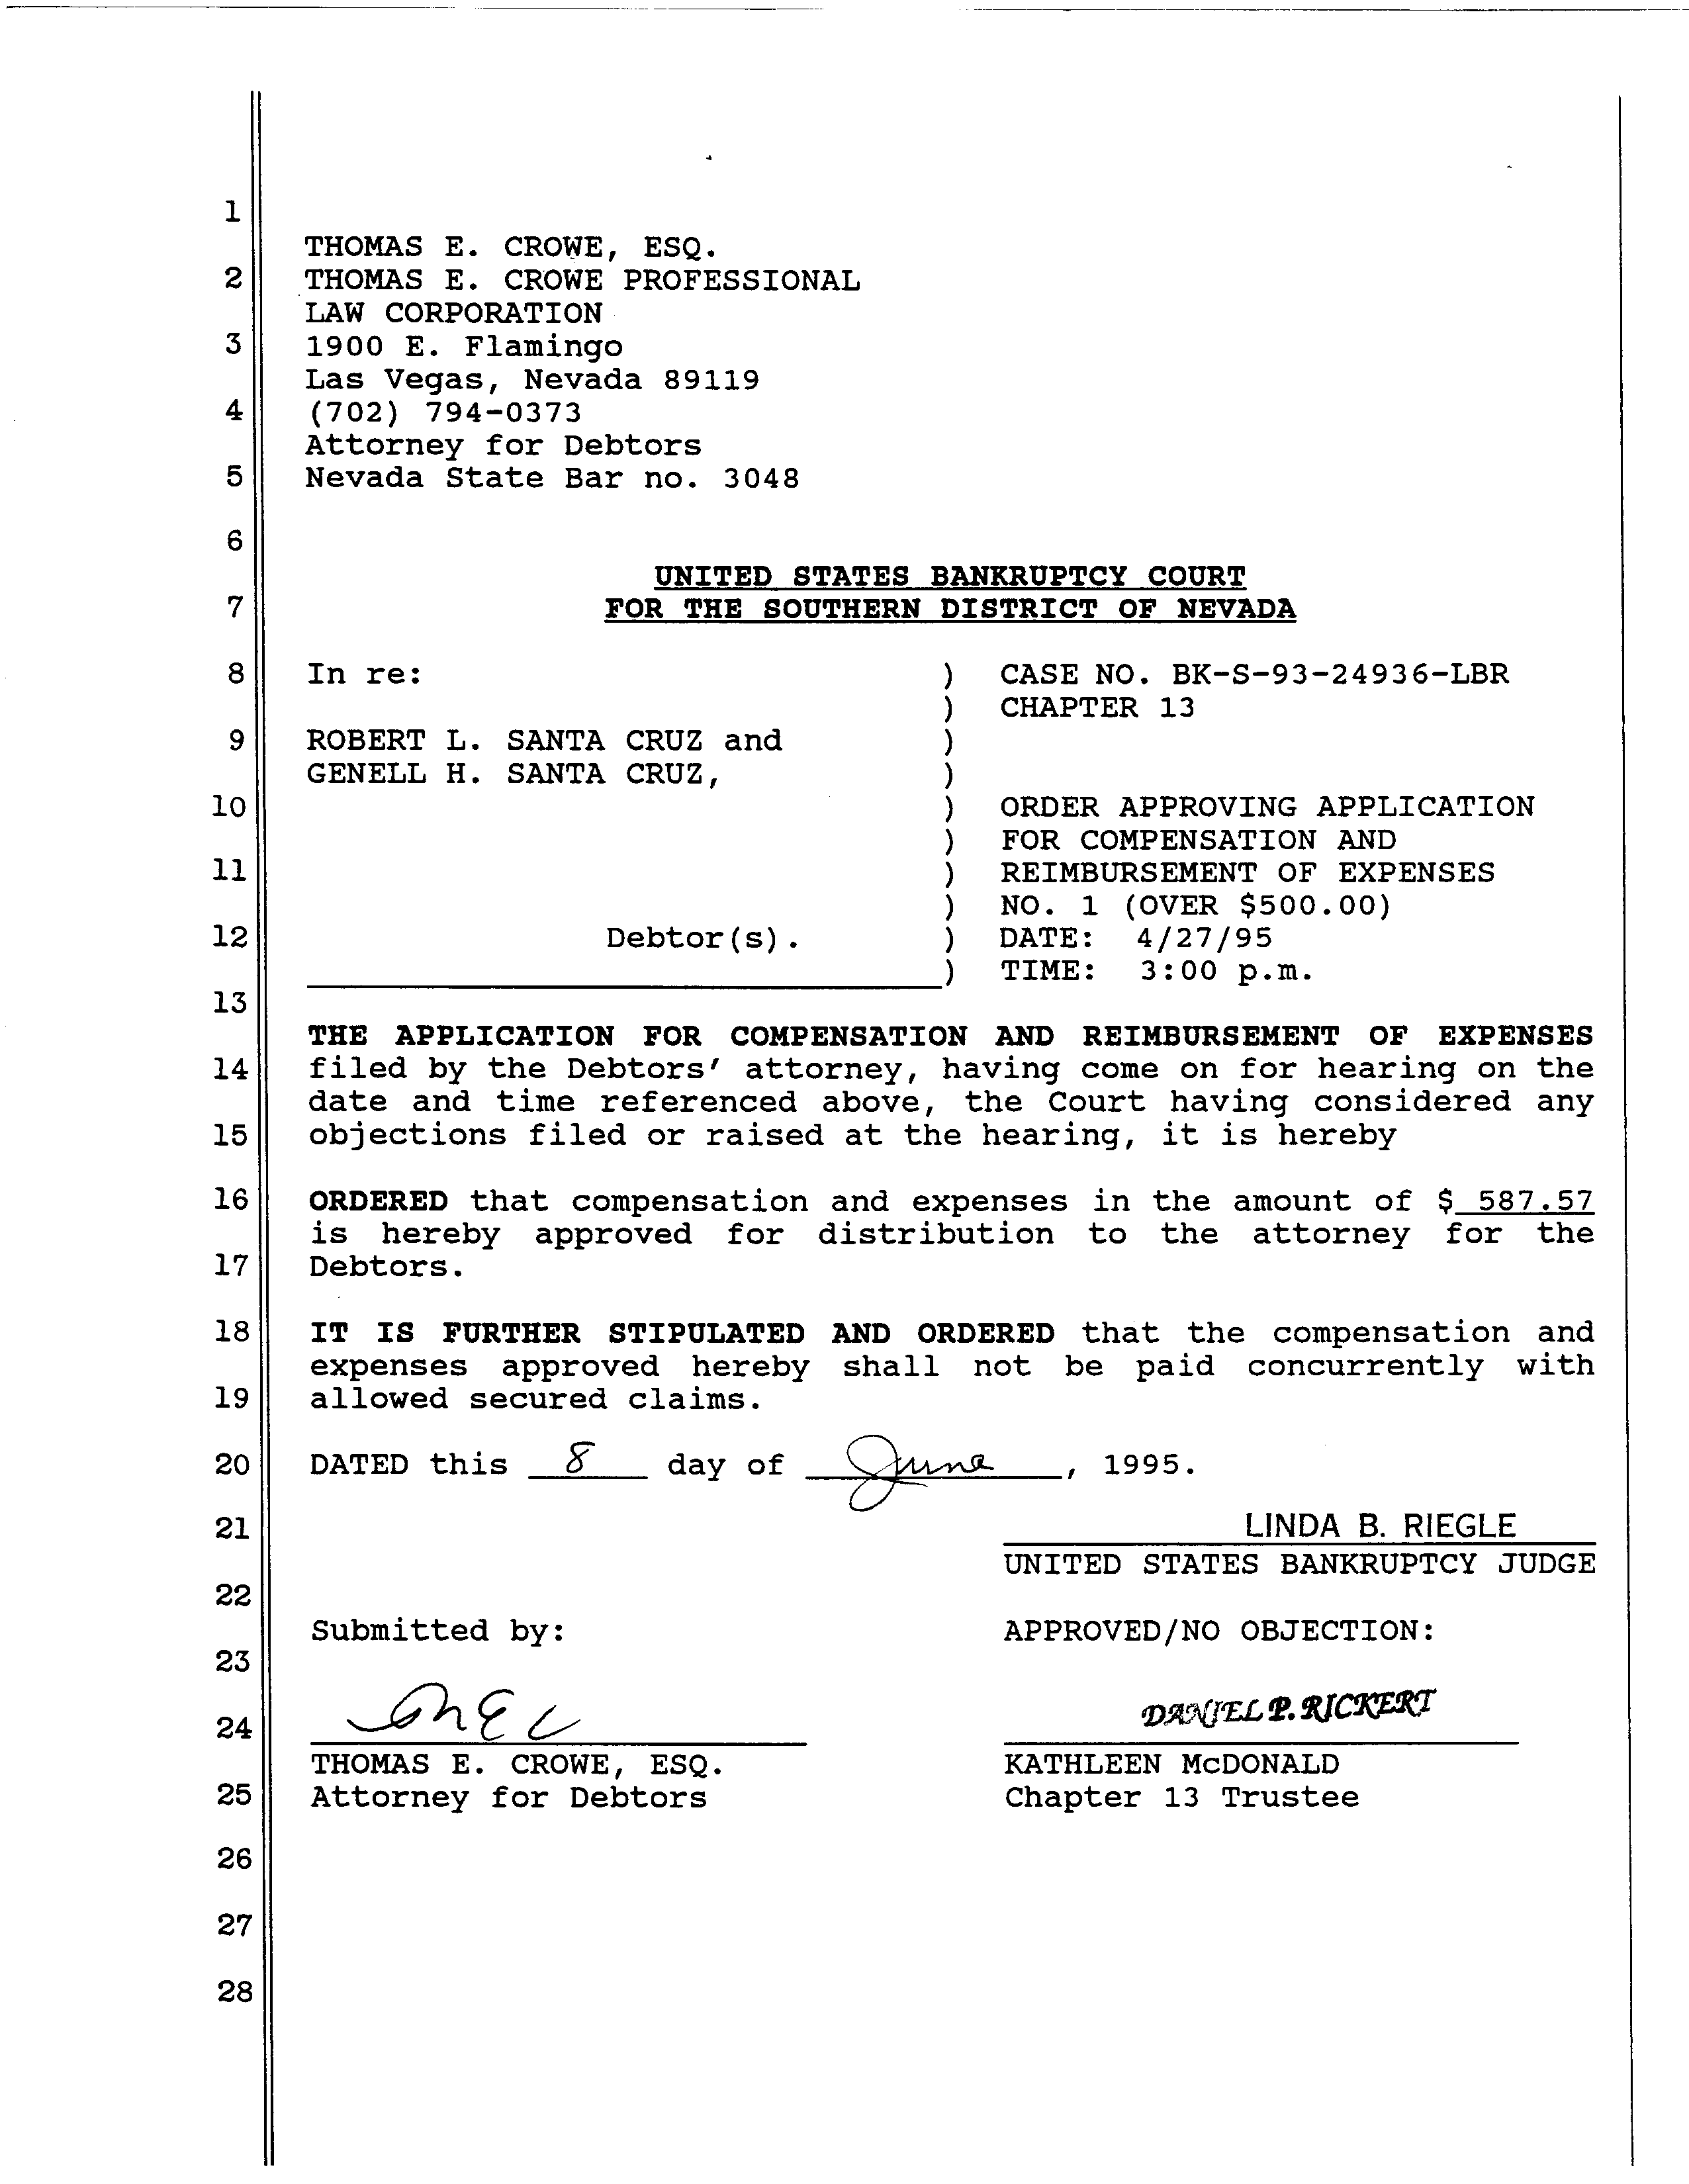 1
THOMAS E. CROWE, ESQ.
2 THOMAS E. CROWE PROFESSIONAL
LAW CORPORATION
3 1900 E. Flamingo
Las Vegas, Nevada 89119
4 (702) 794-0373
Attorney for Debtors
5 Nevada State Bar no. 3048
6
UNITED STATES BANKRUPTCY COURT
7 FOR THE SOUTHERN DISTRICT OF NEVADA
8 In re: ) CASE NO. BK-S-93-24936-LBR
) CHAPTER 13
9 ROBERT L. SANTA CRUZ and )
GENELL H. SANTA CRUZ, )
10 ) ORDER APPROVING APPLICATION
) FOR COMPENSATION AND
11 ) REIMBURSEMENT OF EXPENSES
) NO. 1 (OVER $500.00)
12 Debtor(s). ) DATE: 4/27/95
) TIME: 3:00 p.m.
13
THE APPLICATION FOR COMPENSATION AND REIMBURSEMENT OF EXPENSES
14 filed by the Debtors' attorney, having come on for hearing on the
date and time referenced above, the Court having considered any
15 objections filed or raised at the hearing, it is hereby
16 ORDERED that compensation and expenses in the amount of $ 587.57
is hereby approved for distribution to the attorney for the
17 Debtors.
18 IT IS FURTHER STIPULATED AND ORDERED that the compensation and
expenses approved hereby shall not be paid concurrently with
19 allowed secured claims.
20 DATED this 8 day of June, 1995.
21 LINDA B. RIEGLE
UNITED STATES BANKRUPTCY JUDGE
22
Submitted by: APPROVED/NO OBJECTION:
23
24 DANIEL P. RICKERT
THOMAS E. CROWE, ESQ. KATHLEEN McDONALD
25 Attorney for Debtors Chapter 13 Trustee
26
27
28